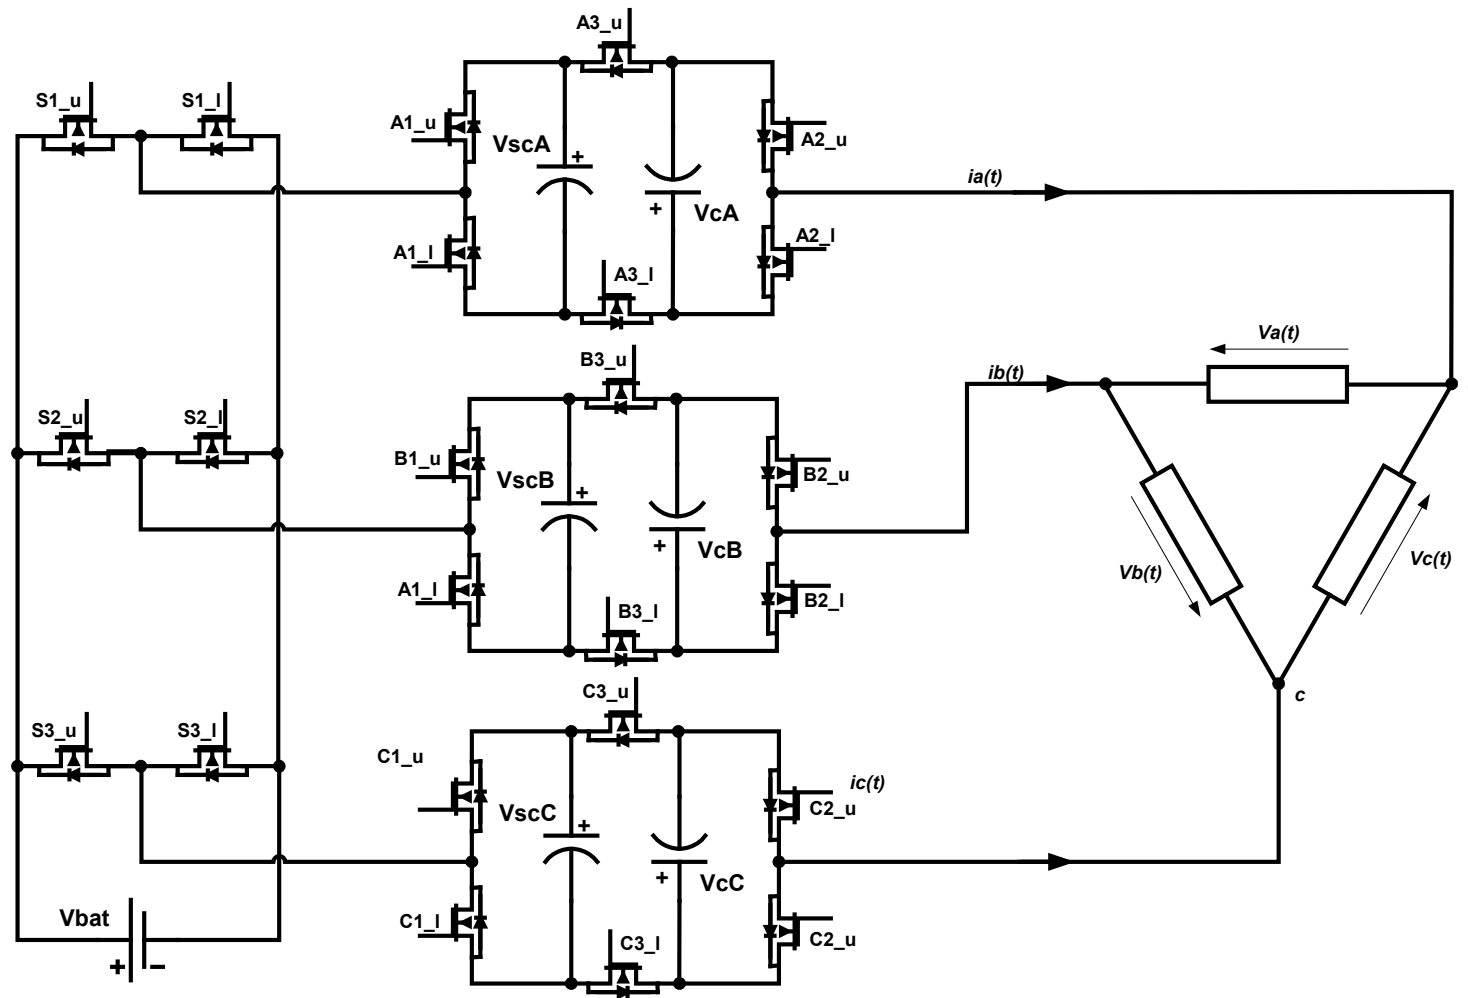 A3_u
S1_u
S1_l
A1_u
VscA
+
A2_u
ia(t)
+
VcA
A1_l
A2_l
A3_l
Va(t)
B3_u
ib(t)
S2_u
S2_l
B1_u
VscB
+
B2_u
+
VcB
Vb(t)
Vc(t)
A1_l
B2_l
B3_l
C3_u
c
S3_u
S3_l
C1_u
ic(t)
VscC
+
C2_u
+
VcC
Vbat
C1_l
C2_u
C3_l
+
−